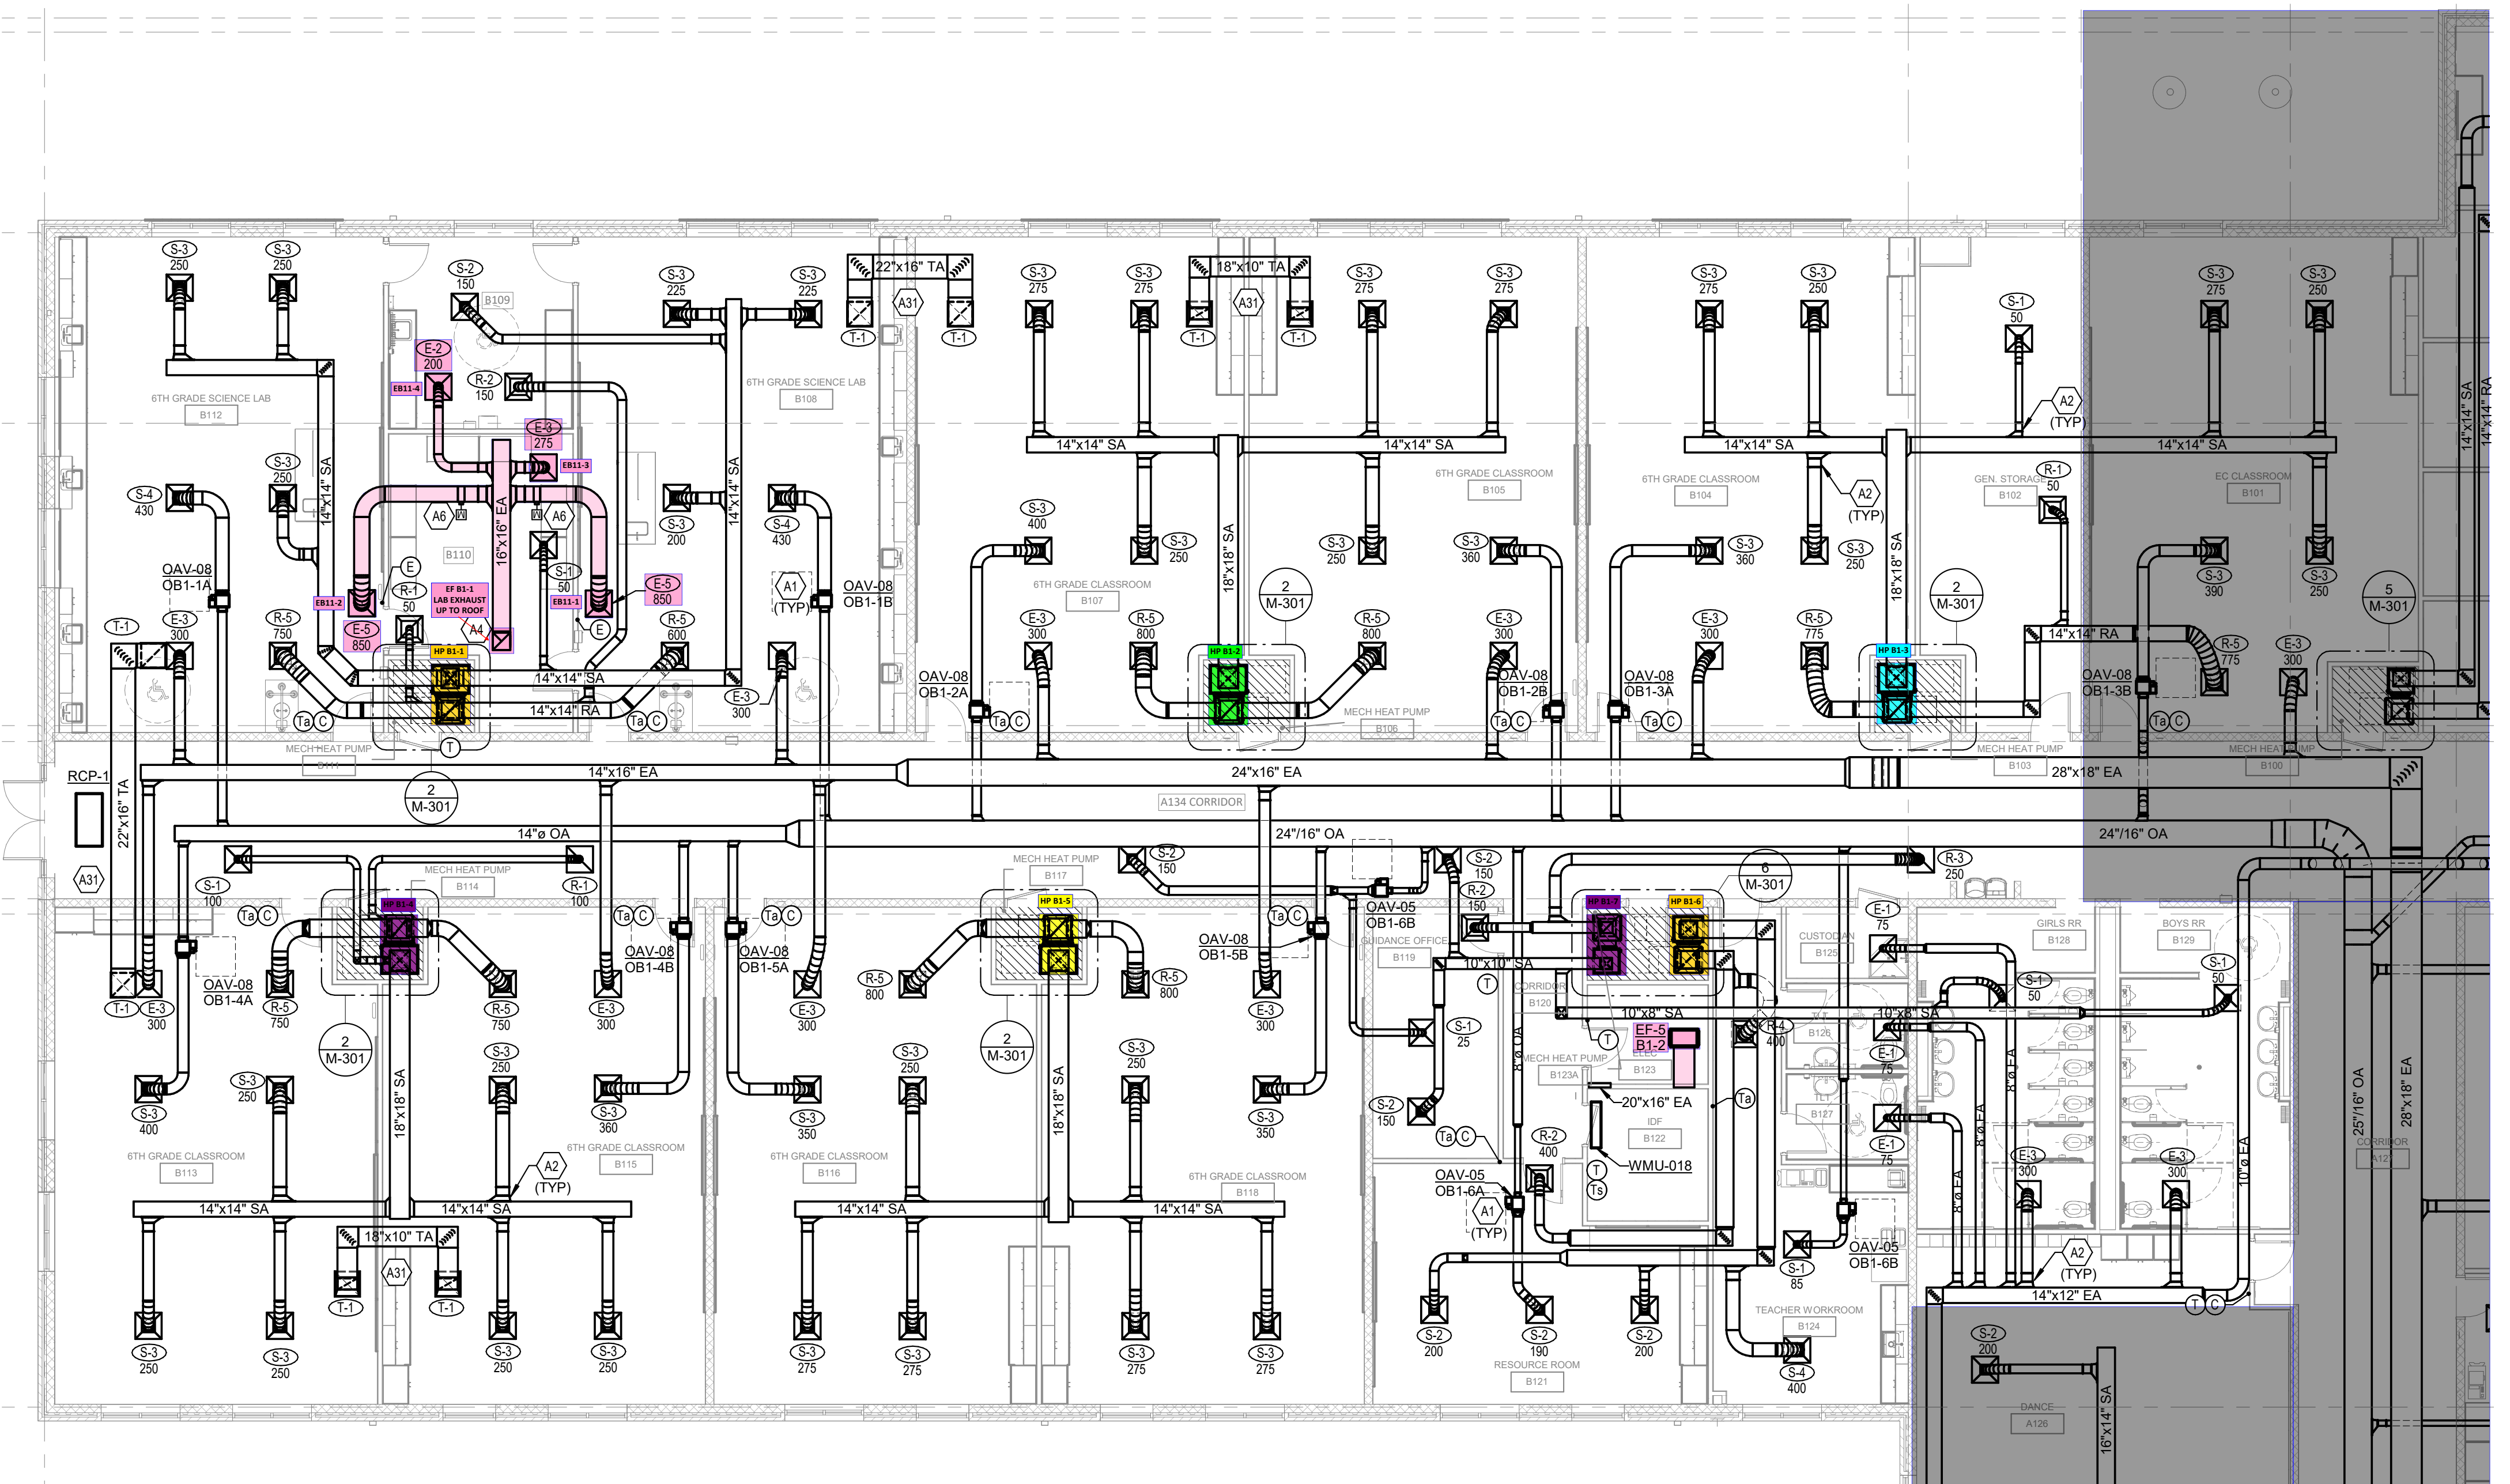 S-3
250
S-3
250
S-2
150
B109
S-3
225
S-3
225
22"x16" TA
A31
T-1
T-1
S-3
275
S-3
275
18"x10" TA
A31
T-1
T-1
S-3
275
S-3
275
S-3
275
S-3
250
S-1
50
S-3
275
S-3
250
E-2
200
EB11-4
R-2
150
6TH GRADE SCIENCE LAB
B112
6TH GRADE SCIENCE LAB
B108
E-3
275
EB11-3
A2
(TYP)
14"x14" SA
14"x14" SA
14"x14" SA
14"x14" SA
14"x14" SA
14"x14" RA
S-3
250
S-4
430
14"x14" SA
16"x16" EA
14"x14" SA
A6
A6
S-3
200
S-4
430
6TH GRADE CLASSROOM
B105
6TH GRADE CLASSROOM
B104
A2
(TYP)
GEN. STORAGE
B102
R-1
50
EC CLASSROOM
B101
S-3
400
S-3
250
S-3
250
S-3
360
S-3
360
S-3
250
S-3
390
S-3
250
18"x18" SA
18"x18" SA
B110
E
OAV-08
OB1-1A
EB11-2
R-1
50
EF B1-1
LAB EXHAUST
UP TO ROOF
S-1
50
EB11-1
E-5
850
A1
(TYP)
OAV-08
OB1-1B
6TH GRADE CLASSROOM
B107
2
M-301
2
M-301
5
M-301
T-1
E-3
300
R-5
750
E-5
850
A4
E
R-5
600
HP B1-1
E-3
300
R-5
800
HP B1-2
R-5
800
E-3
300
E-3
300
R-5
775
HP B1-3
14"x14" RA
R-5
775
E-3
300
OAV-08
OB1-2A
OAV-08
OB1-2B
OAV-08
OB1-3A
OAV-08
OB1-3B
14"x14" SA
E-3
300
14"x14" RA
Ta C
Ta C
Ta C
Ta C
Ta C
Ta C
MECH HEAT PUMP
B111
T
MECH HEAT PUMP
B106
MECH HEAT PUMP
B103
MECH HEAT PUMP
B100
RCP-1
22"x16" TA
14"x16" EA
24"x16" EA
28"x18" EA
2
M-301
A134 CORRIDOR
14"ø OA
24"/16" OA
24"/16" OA
A31
S-1
100
MECH HEAT PUMP
B114
R-1
100
MECH HEAT PUMP
B117
S-2
150
S-2
150
R-2
150
6
M-301
R-3
250
Ta C
HP B1-4
Ta C
Ta C
HP B1-5
Ta C
OAV-05
OB1-6B
HP B1-7
HP B1-6
E-1
75
GIRLS RR
B128
BOYS RR
B129
CUSTODIAN
B125
OAV-08
OB1-4B
OAV-08
OB1-5A
OAV-08
OB1-5B
GUIDANCE OFFICE
B119
10"x10" SA
T
T-1
E-3
300
OAV-08
OB1-4A
R-5
750
R-5
750
E-3
300
E-3
300
R-5
800
R-5
800
E-3
300
CORRIDOR
B120
S-1
50
S-1
50
10"x8" SA
10"x8" SA
2
M-301
2
M-301
S-1
25
EF-5
B1-2
T
R-4
400
B126
E-1
75
MECH HEAT PUMP
B123A
ELEC
B123
8"ø OA
8"ø EA
S-3
250
S-3
250
S-3
250
S-3
250
S-3
400
S-3
360
S-3
350
S-3
350
S-2
150
20"x16" EA
Ta
B127
IDF
B122
E-1
75
8"ø EA
25"/16" OA
28"x18" EA
18"x18" SA
18"x18" SA
6TH GRADE CLASSROOM
B113
6TH GRADE CLASSROOM
B115
A2
(TYP)
6TH GRADE CLASSROOM
B116
6TH GRADE CLASSROOM
B118
Ta C
R-2
400
WMU-018
T
Ts
OAV-05
OB1-6A
A1
(TYP)
E-3
300
E-3
300
8"ø EA
10"ø EA
CORRIDOR
14"x14" SA
14"x14" SA
14"x14" SA
14"x14" SA
18"x10" TA
A31
T-1
T-1
S-1
85
OAV-05
OB1-6B
A2
(TYP)
14"x12" EA
T C
S-3
250
S-3
250
S-3
250
S-3
250
S-3
275
S-3
275
S-3
275
S-3
275
S-2
200
S-2
190
S-2
200
TEACHER WORKROOM
B124
S-4
400
RESOURCE ROOM
B121
S-2
200
DANCE
A126
16"x14" SA